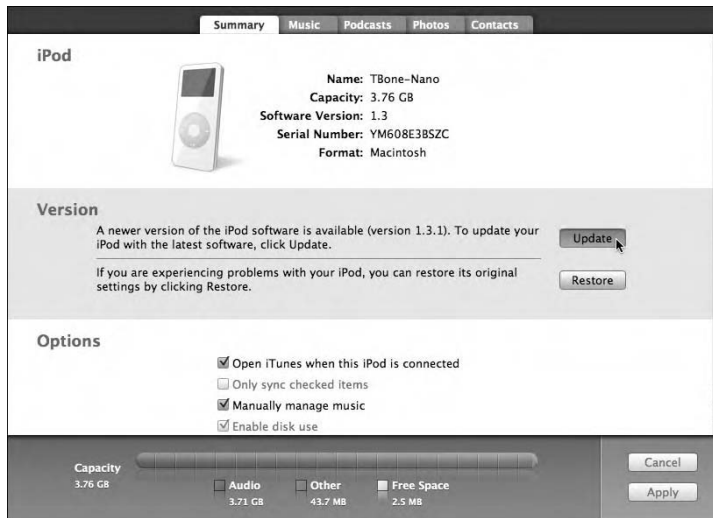 Summary Music Podcasts Photos Contacts
iPod
Name: TBone-Nano
Capacity: 3.76 GB
Software Version: 1.3
Serial Number: YM608E3BSZC
Format: Macintosh
Version
A newer version of the iPod software is available (version 1.3.1). To update your
iPod with the latest software, click Update.
Update
If you are experiencing problems with your iPod, you can restore its original
settings by clicking Restore.
Restore
Options
Open iTunes when this iPod is connected
Only sync checked items
Manually manage music
Enable disk use
Capacity
3.76 GB
Audio
3.71 GB
Other
43.7 MB
Free Space
2.5 MB
Cancel
Apply